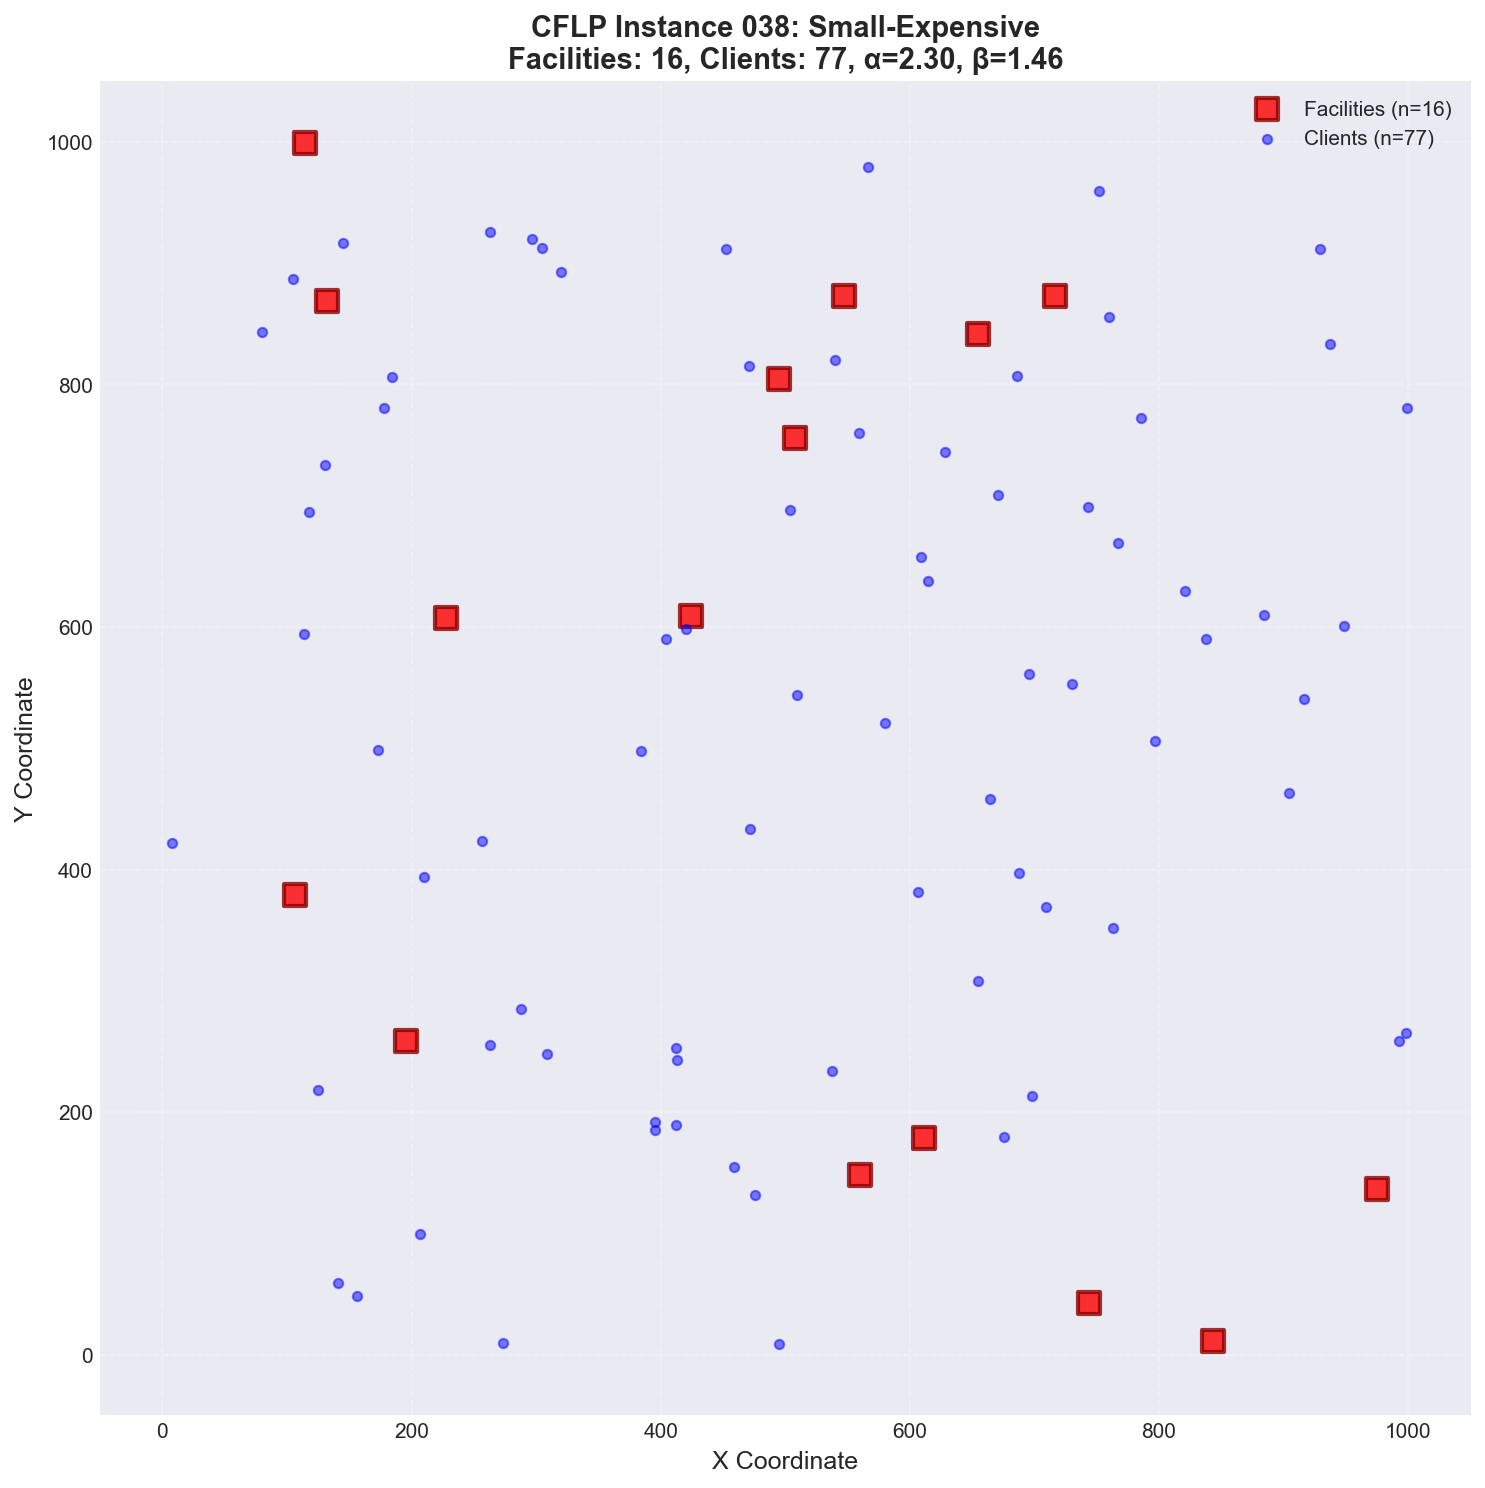 CFLP Instance 038: Small-Expensive
Facilities: 16, Clients: 77, α=2.30, β=1.46
Facilities (n=16)
Clients (n=77)
1000
800
600
400
200
0
Y Coordinate
0 200 400 600 800 1000
X Coordinate